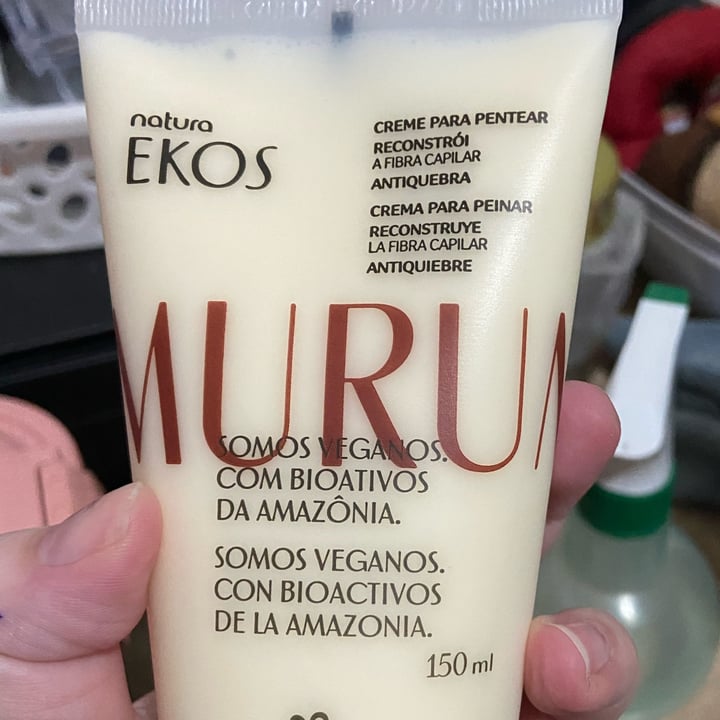 natura
EKOS
CREME PARA PENTEAR
RECONSTRÓI
A FIBRA CAPILAR
ANTIQUEBRA
CREMA PARA PEINAR
RECONSTRUYE
LA FIBRA CAPILAR
ANTIQUIEBRE
MURU
SOMOS VEGANOS.
COM BIOATIVOS
DA AMAZÔNIA.
SOMOS VEGANOS.
CON BIOACTIVOS
DE LA AMAZONIA.
150 ml